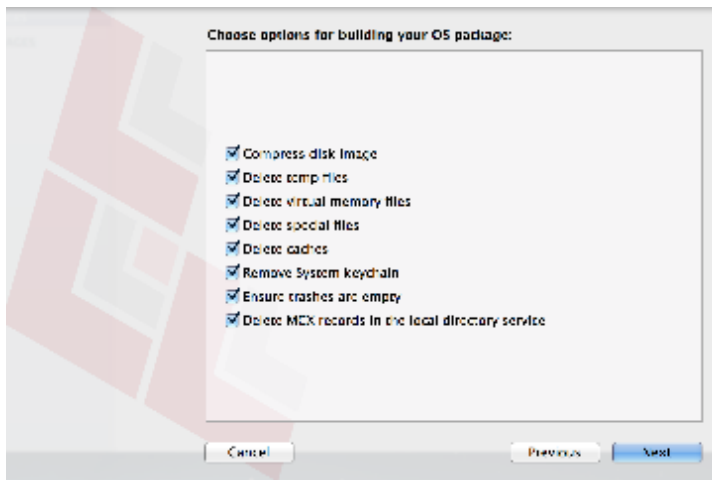 Choose options for building your OS package:
Compress disk image
Delete temp files
Delete virtual memory files
Delete special files
Delete caches
Remove System keychain
Ensure trashes are empty
Delete MCX records in the local directory service
Cancel
Previous
Next